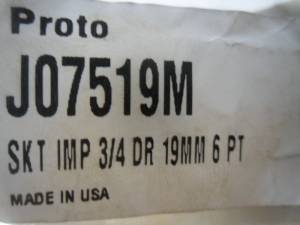 Proto
J07519M
SKT IMP 3/4 DR 19MM 6 PT
MADE IN USA